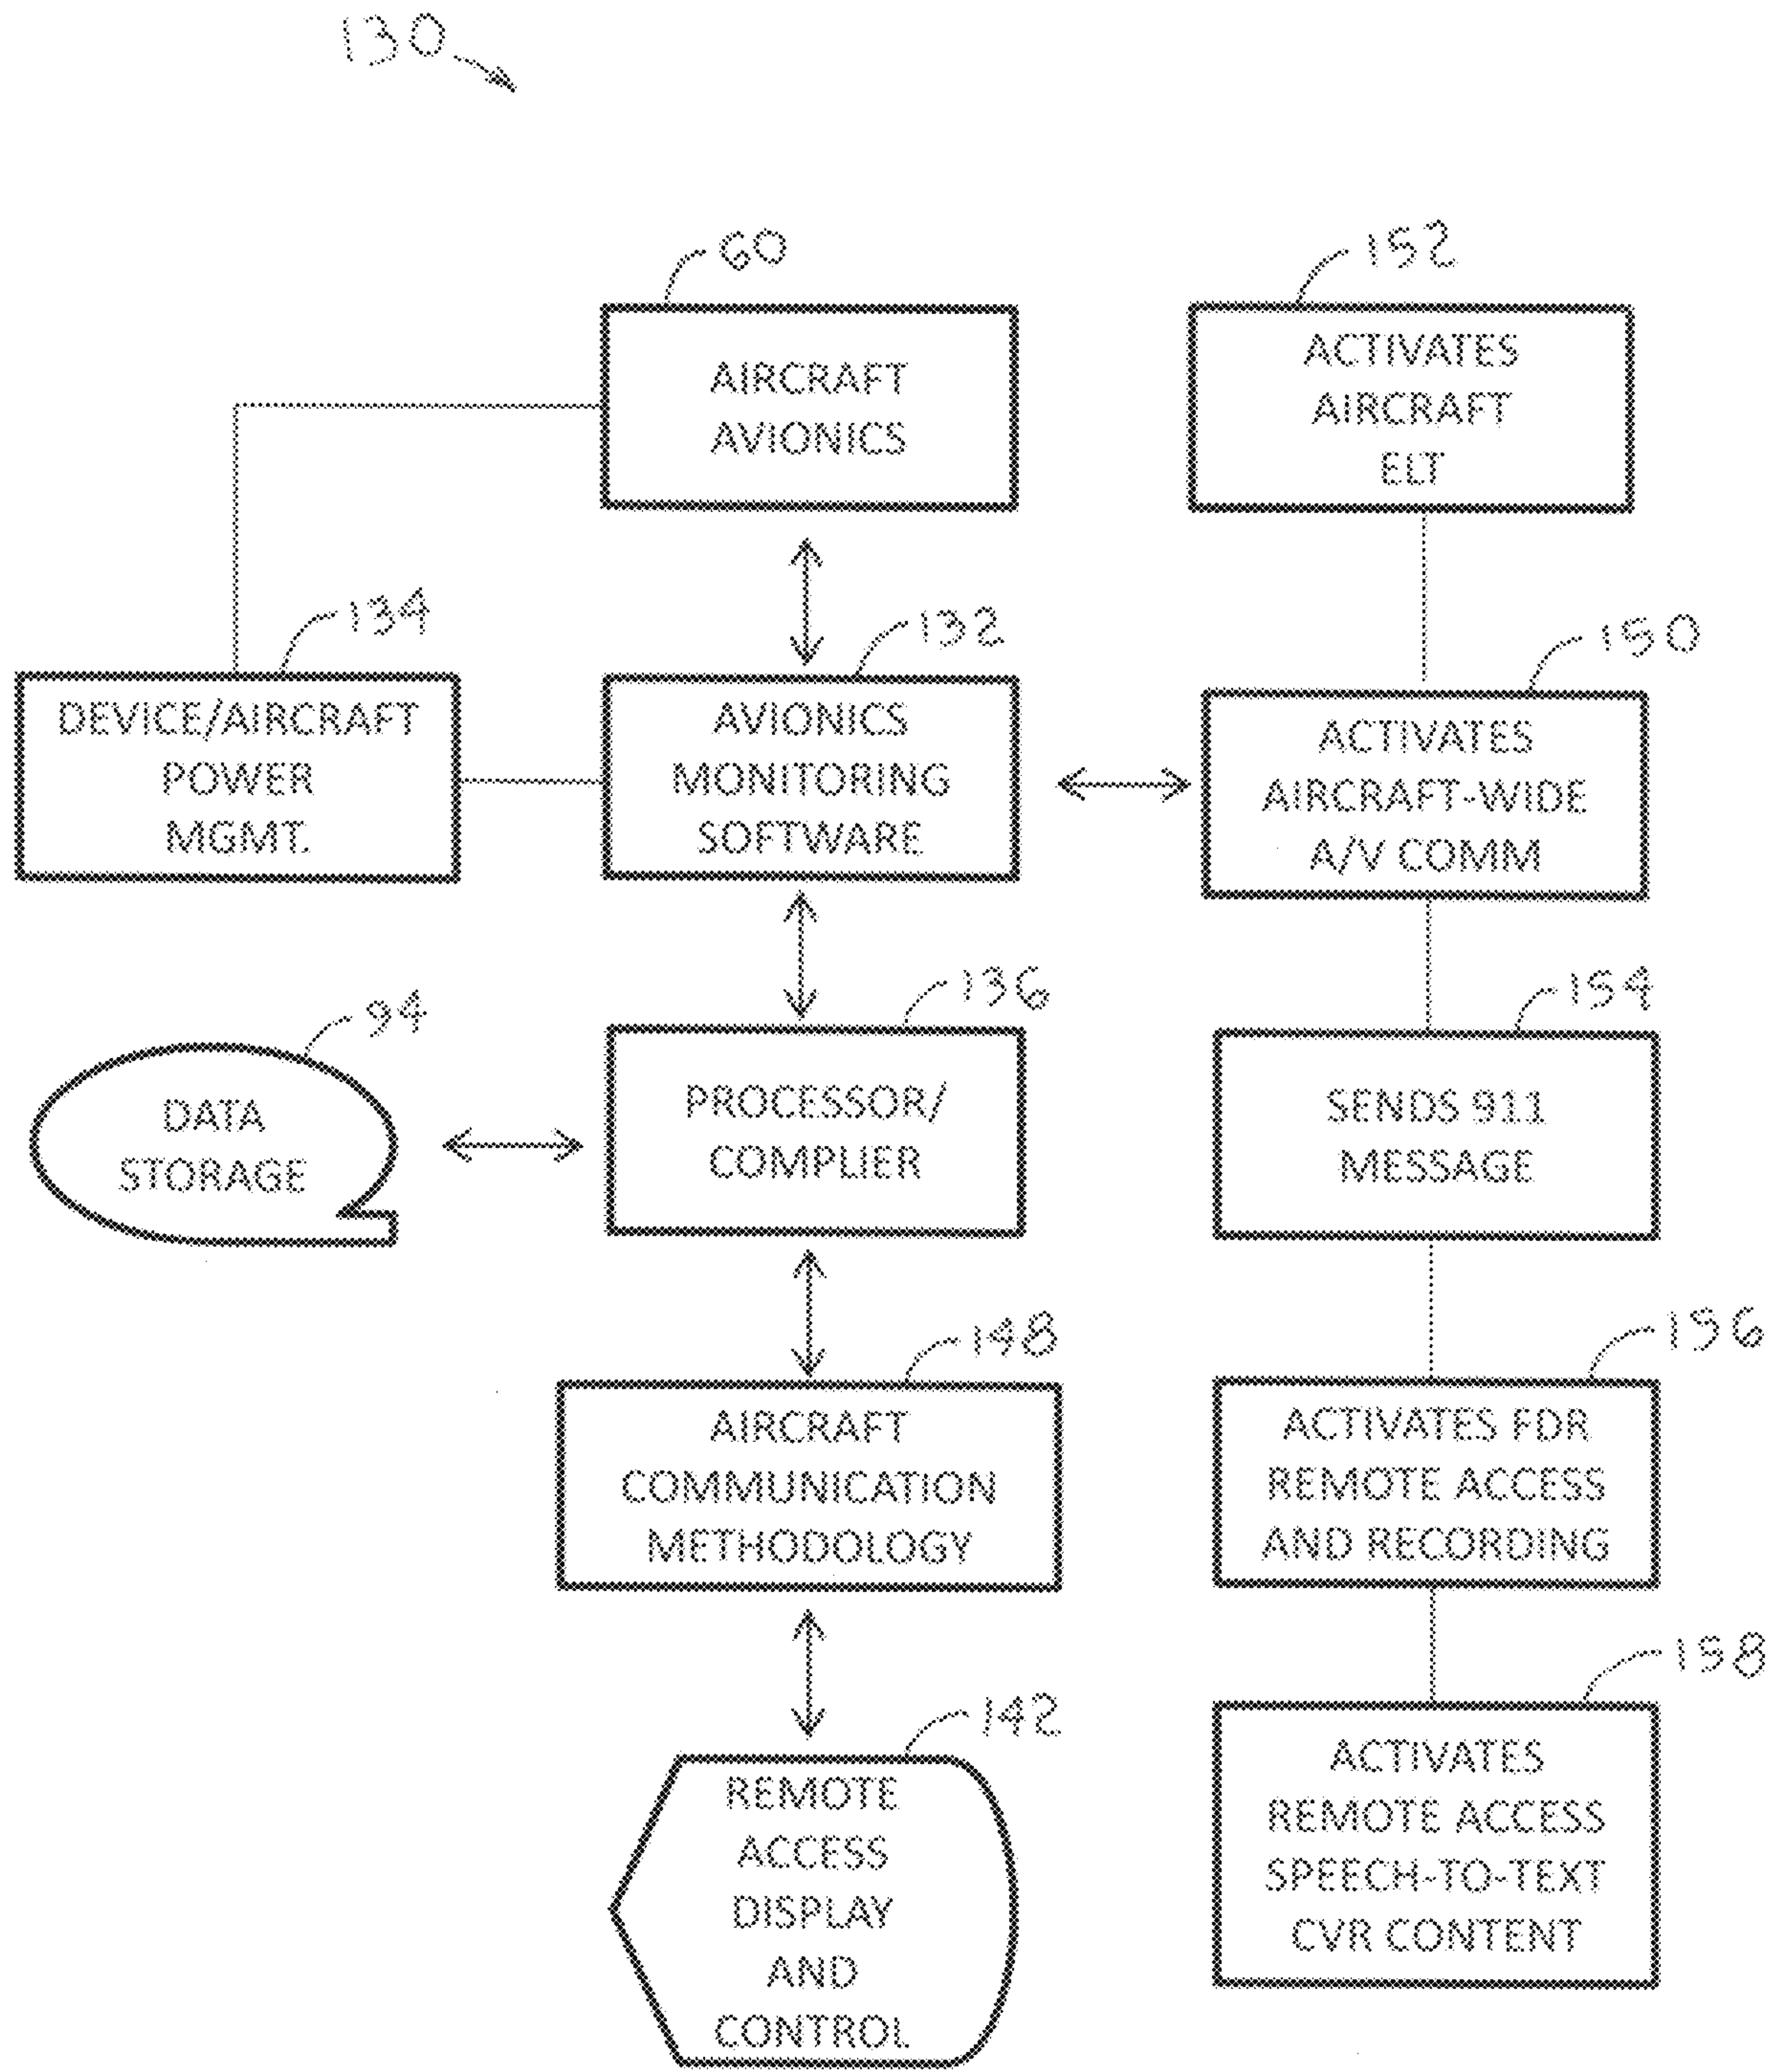 130
60
AIRCRAFT
AVIONICS
152
ACTIVATES
AIRCRAFT
ELT
134
DEVICE/AIRCRAFT
POWER
MGMT.
132
AVIONICS
MONITORING
SOFTWARE
150
ACTIVATES
AIRCRAFT-WIDE
A/V COMM
94
DATA
STORAGE
136
PROCESSOR/
COMPLIER
154
SENDS 911
MESSAGE
148
AIRCRAFT
COMMUNICATION
METHODOLOGY
156
ACTIVATES FDR
REMOTE ACCESS
AND RECORDING
142
REMOTE
ACCESS
DISPLAY
AND
CONTROL
158
ACTIVATES
REMOTE ACCESS
SPEECH-TO-TEXT
CVR CONTENT